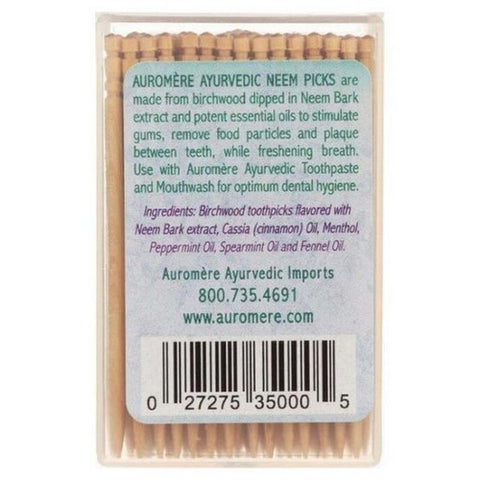 AUROMÈRE AYURVEDIC NEEM PICKS are
made from birchwood dipped in Neem Bark
extract and potent essential oils to stimulate
gums, remove food particles and plaque
between teeth, while freshening breath.
Use with Auromère Ayurvedic Toothpaste
and Mouthwash for optimum dental hygiene.
Ingredients: Birchwood toothpicks flavored with
Neem Bark extract, Cassia (cinnamon) Oil, Menthol,
Peppermint Oil, Spearmint Oil and Fennel Oil.
Auromère Ayurvedic Imports
800.735.4691
www.auromere.com
0 27275 35000 5